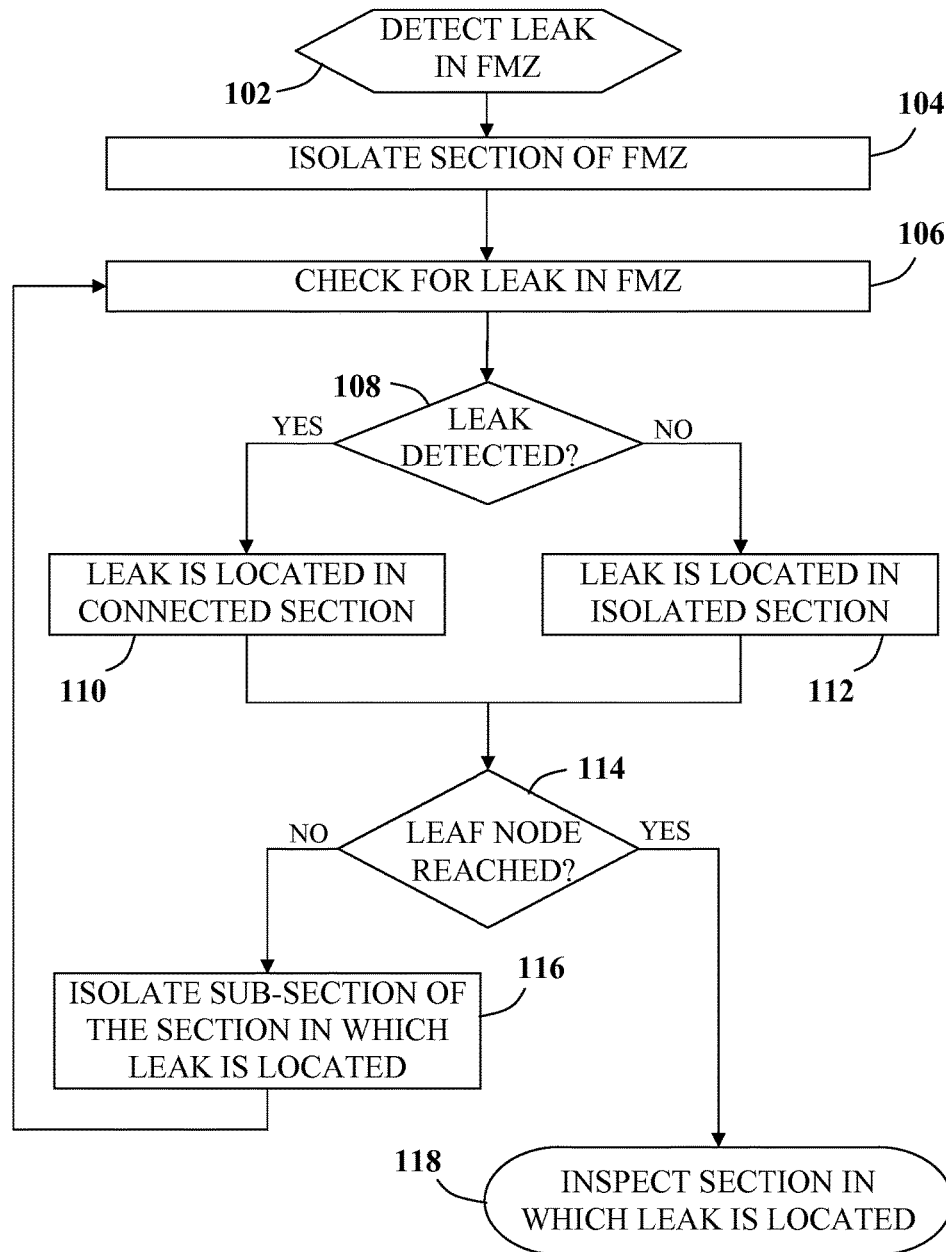 DETECT LEAK
IN FMZ
102
104
ISOLATE SECTION OF FMZ
106
CHECK FOR LEAK IN FMZ
108
YES
LEAK
DETECTED?
NO
LEAK IS LOCATED IN
CONNECTED SECTION
LEAK IS LOCATED IN
ISOLATED SECTION
110
112
114
NO
LEAF NODE
REACHED?
YES
116
ISOLATE SUB-SECTION OF
THE SECTION IN WHICH
LEAK IS LOCATED
118
INSPECT SECTION IN
WHICH LEAK IS LOCATED